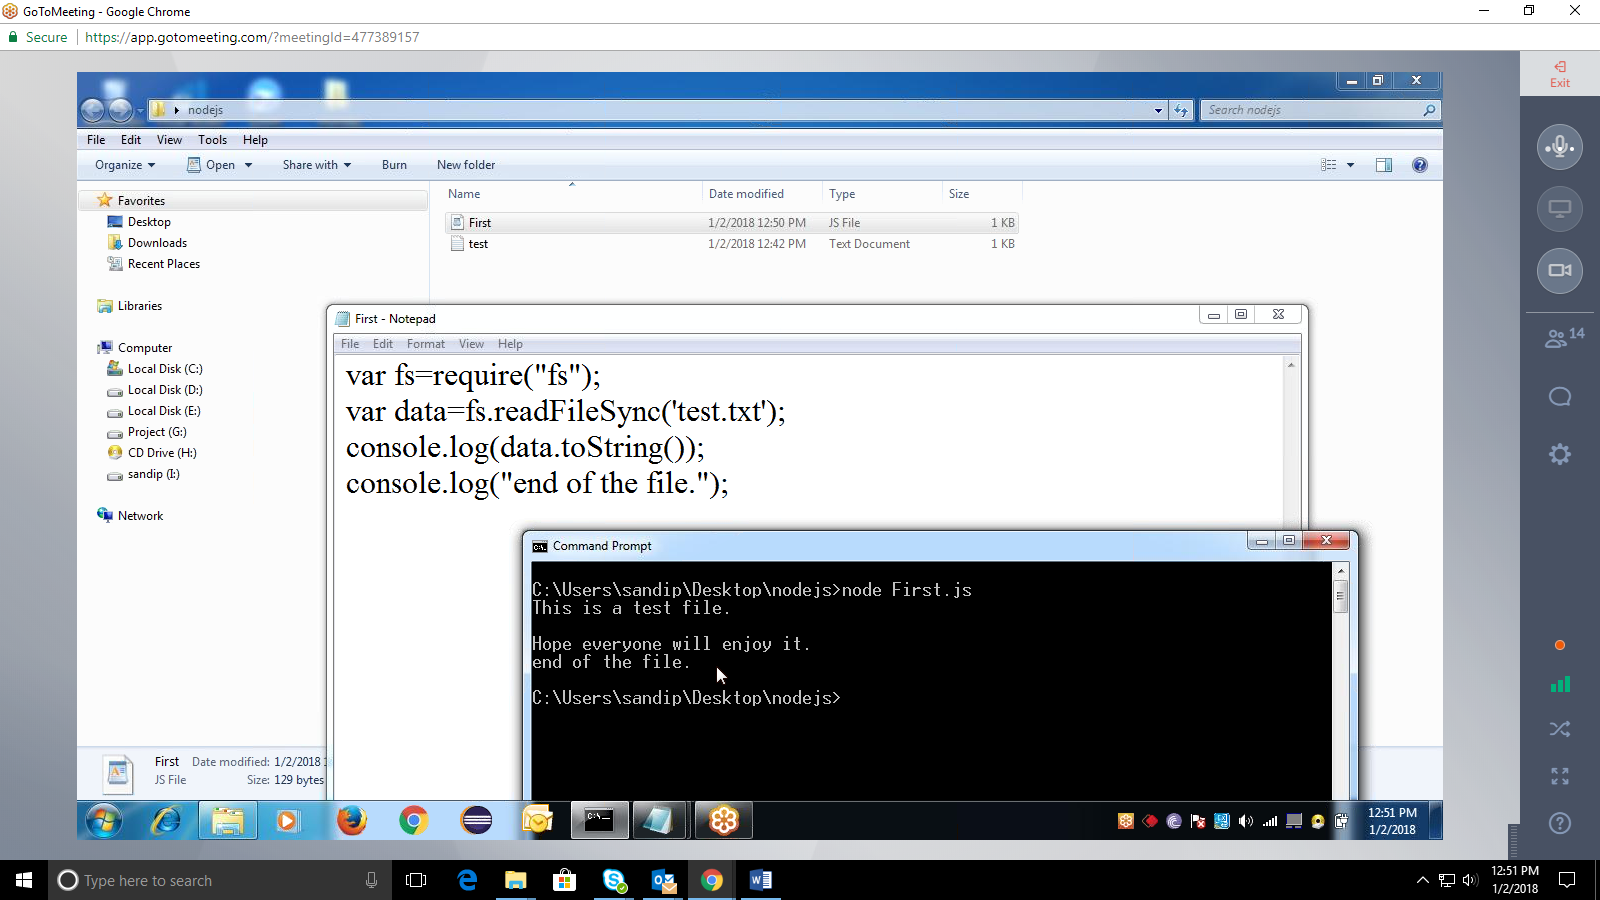 GoToMeeting - Google Chrome
Secure
https://app.gotomeeting.com/?meetingId=477389157
Exit
nodejs
Search nodejs
File Edit View Tools Help
Organize Open Share with Burn New folder
Name Date modified Type Size
Favorites
Desktop
Downloads
Recent Places
Libraries
Computer
Local Disk (C:)
Local Disk (D:)
Local Disk (E:)
Project (G:)
CD Drive (H:)
sandip (I:)
Network
First 1/2/2018 12:50 PM JS File 1 KB
test 1/2/2018 12:42 PM Text Document 1 KB
14
First - Notepad
File Edit Format View Help
var fs=require("fs");
var data=fs.readFileSync('test.txt');
console.log(data.toString());
console.log("end of the file.");
C:\. Command Prompt
C:\Users\sandip\Desktop\nodejs>node First.js
This is a test file.
Hope everyone will enjoy it.
end of the file.
C:\Users\sandip\Desktop\nodejs>
First Date modified: 1/2/2018 1
JS File Size: 129 bytes
12:51 PM
1/2/2018
Type here to search
12:51 PM
1/2/2018